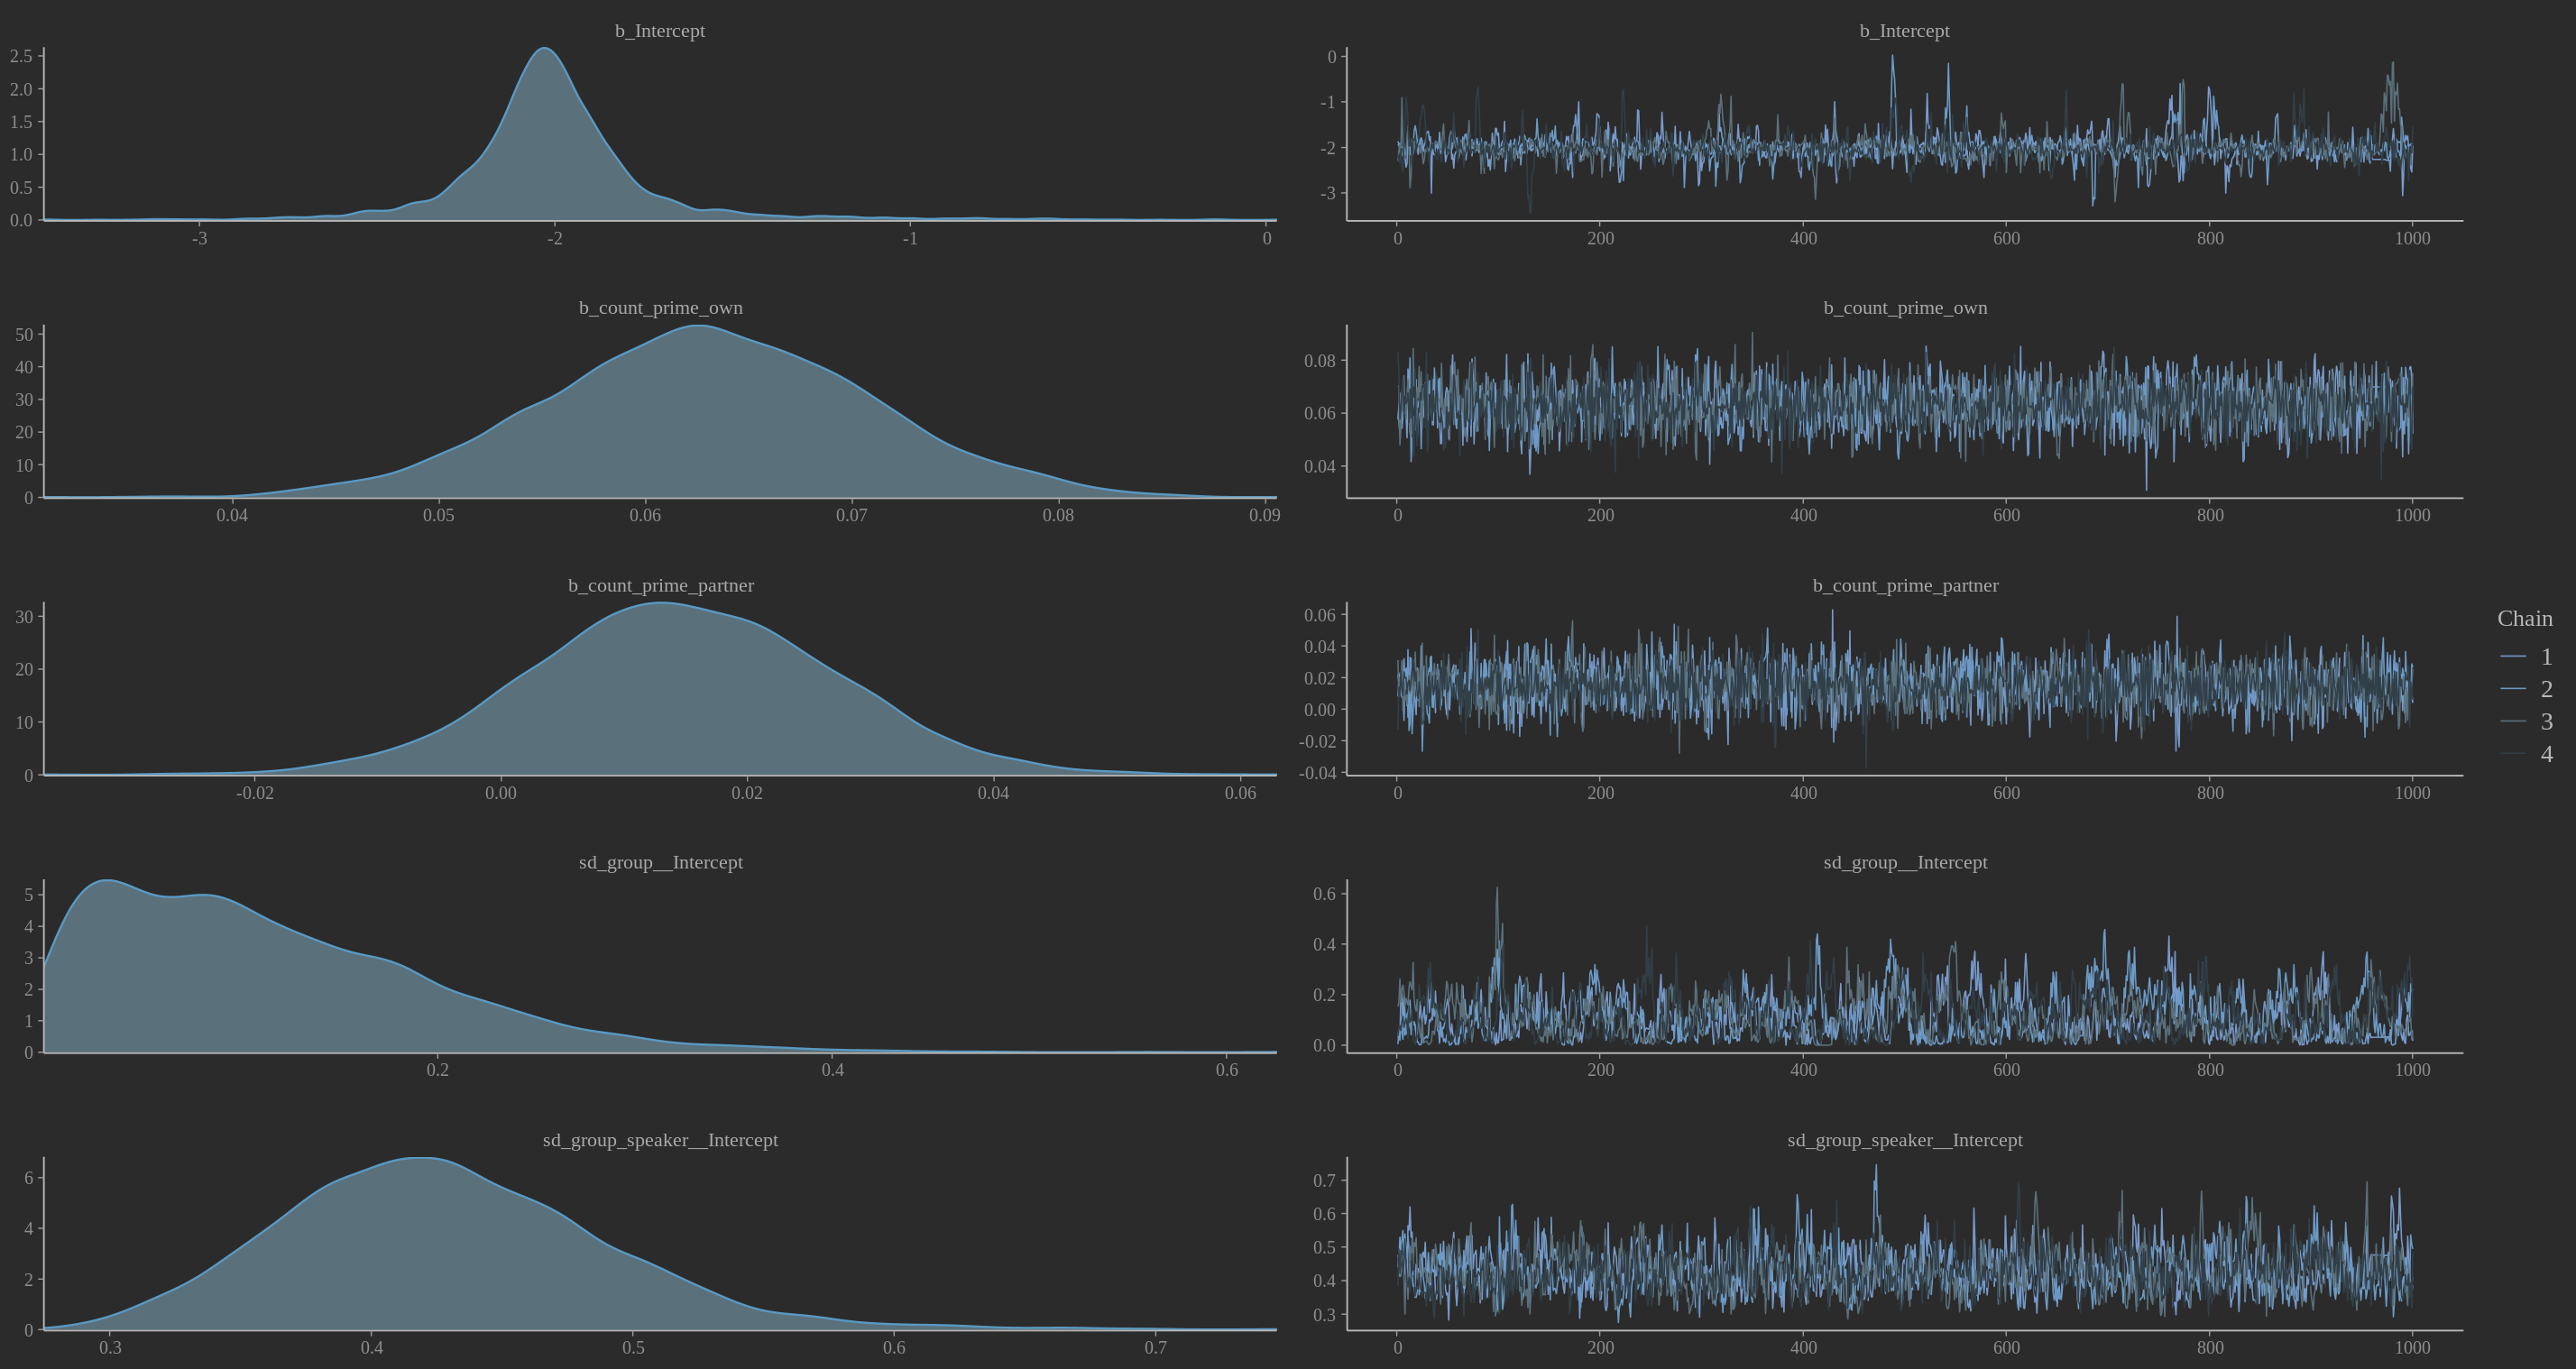 b_Intercept
2.5
2.0
1.5
1.0
0.5
0.0
-3 -2 -1 0
b_Intercept
0
-1
-2
-3
0 200 400 600 800 1000
b_count_prime_own
50
40
30
20
10
0
0.04 0.05 0.06 0.07 0.08 0.09
b_count_prime_own
0.08
0.06
0.04
0 200 400 600 800 1000
b_count_prime_partner
30
20
10
0
-0.02 0.00 0.02 0.04 0.06
b_count_prime_partner
0.06
0.04
0.02
0.00
-0.02
-0.04
0 200 400 600 800 1000
sd_group__Intercept
5
4
3
2
1
0
0.2 0.4 0.6
sd_group__Intercept
0.6
0.4
0.2
0.0
0 200 400 600 800 1000
sd_group_speaker__Intercept
6
4
2
0
0.3 0.4 0.5 0.6 0.7
sd_group_speaker__Intercept
0.7
0.6
0.5
0.4
0.3
0 200 400 600 800 1000
Chain
1
2
3
4